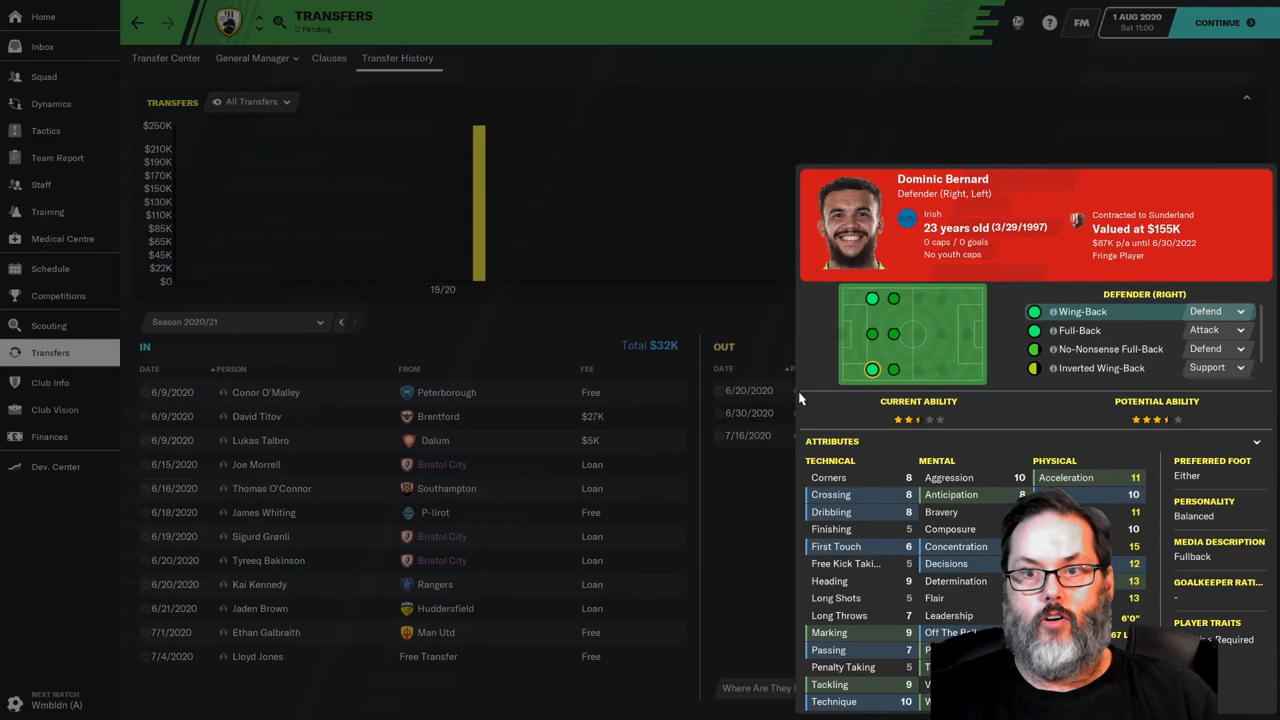 Home
Inbox
Squad
Dynamics
Tactics
Team Report
Staff
Training
Medical Centre
Schedule
Competitions
Scouting
Transfers
Club Info
Club Vision
Finances
Dev. Center
NEXT MATCH
Wmbldn (A)
TRANSFERS
0 Pending
FM
1 AUG 2020
Sat 11:00
CONTINUE
Transfer Center
General Manager
Clauses
Transfer History
TRANSFERS
All Transfers
$250K
$210K
$190K
$170K
$150K
$130K
$110K
$87K
$65K
$45K
$22K
$0
19/20
Season 2020/21
IN
Total $32K
DATE PERSON FROM FEE
6/9/2020 Conor O'Malley Peterborough Free
6/9/2020 David Titov Brentford $27K
6/9/2020 Lukas Talbro Dalum $5K
6/15/2020 Joe Morrell Bristol City Loan
6/16/2020 Thomas O'Connor Southampton Loan
6/18/2020 James Whiting P-lirot Free
6/19/2020 Sigurd Grønli Bristol City Loan
6/20/2020 Tyreeq Bakinson Bristol City Loan
6/20/2020 Kai Kennedy Rangers Loan
6/21/2020 Jaden Brown Huddersfield Loan
7/1/2020 Ethan Galbraith Man Utd Free
7/4/2020 Lloyd Jones Free Transfer Free
OUT
DATE
6/20/2020
6/30/2020
7/16/2020
Where Are They
Dominic Bernard
Defender (Right, Left)
Irish
23 years old (3/29/1997)
0 caps / 0 goals
No youth caps
Contracted to Sunderland
Valued at $155K
$87K p/a until 6/30/2022
Fringe Player
DEFENDER (RIGHT)
Wing-Back Defend
Full-Back Attack
No-Nonsense Full-Back Defend
Inverted Wing-Back Support
CURRENT ABILITY
POTENTIAL ABILITY
ATTRIBUTES
TECHNICAL
Corners 8
Crossing 8
Dribbling 8
Finishing 5
First Touch 6
Free Kick Taki... 5
Heading 9
Long Shots 5
Long Throws 7
Marking 9
Passing 7
Penalty Taking 5
Tackling 9
Technique 10
MENTAL
Aggression 10
Anticipation 8
Bravery
Composure
Concentration
Decisions
Determination
Flair
Leadership
Off The Ball
PHYSICAL
Acceleration 11
10
11
10
15
12
13
13
6'0"
67 L
PREFERRED FOOT
Either
PERSONALITY
Balanced
MEDIA DESCRIPTION
Fullback
GOALKEEPER RATI...
-
PLAYER TRAITS
Required